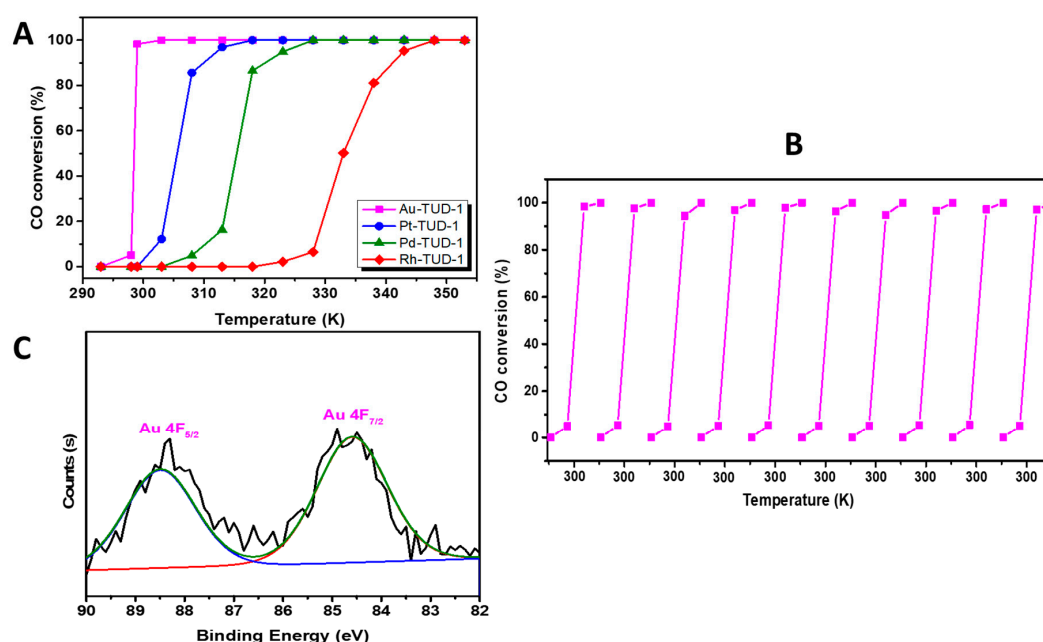 A
CO conversion (%)
100
80
60
40
20
0
Au-TUD-1
Pt-TUD-1
Pd-TUD-1
Rh-TUD-1
290 300 310 320 330 340 350
Temperature (K)
B
CO conversion (%)
100
80
60
40
20
0
300 300 300 300 300 300 300 300 300 300
Temperature (K)
C
Counts (s)
Au 4F5/2
Au 4F7/2
90 89 88 87 86 85 84 83 82
Binding Energy (eV)